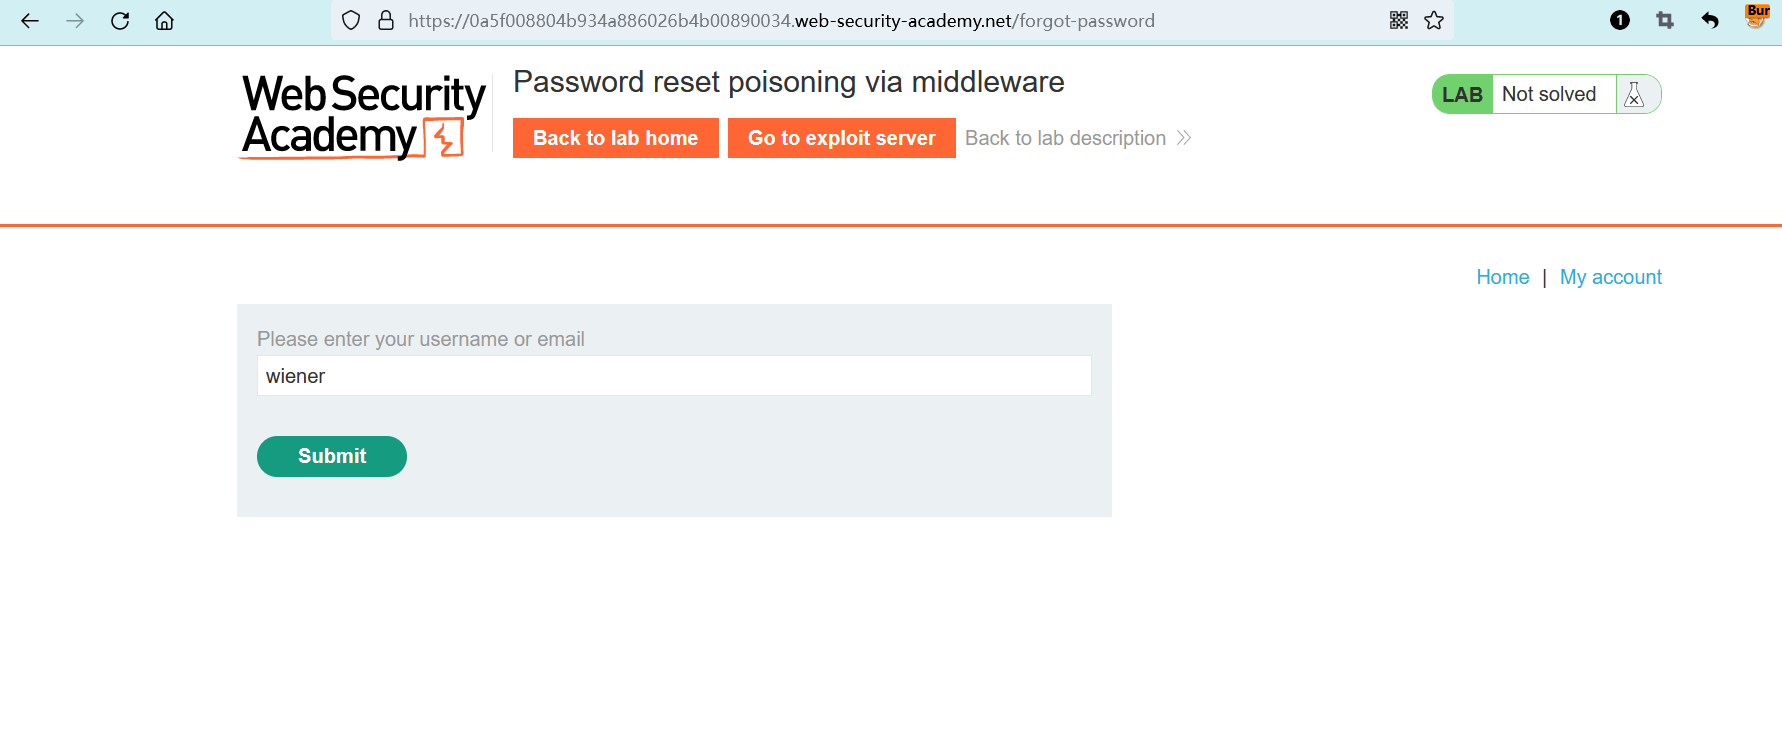 https://0a5f008804b934a886026b4b00890034.web-security-academy.net/forgot-password
1
Bur
Web Security
Academy
Password reset poisoning via middleware
Back to lab home Go to exploit server Back to lab description
LAB Not solved
Home | My account
Please enter your username or email
wiener
Submit